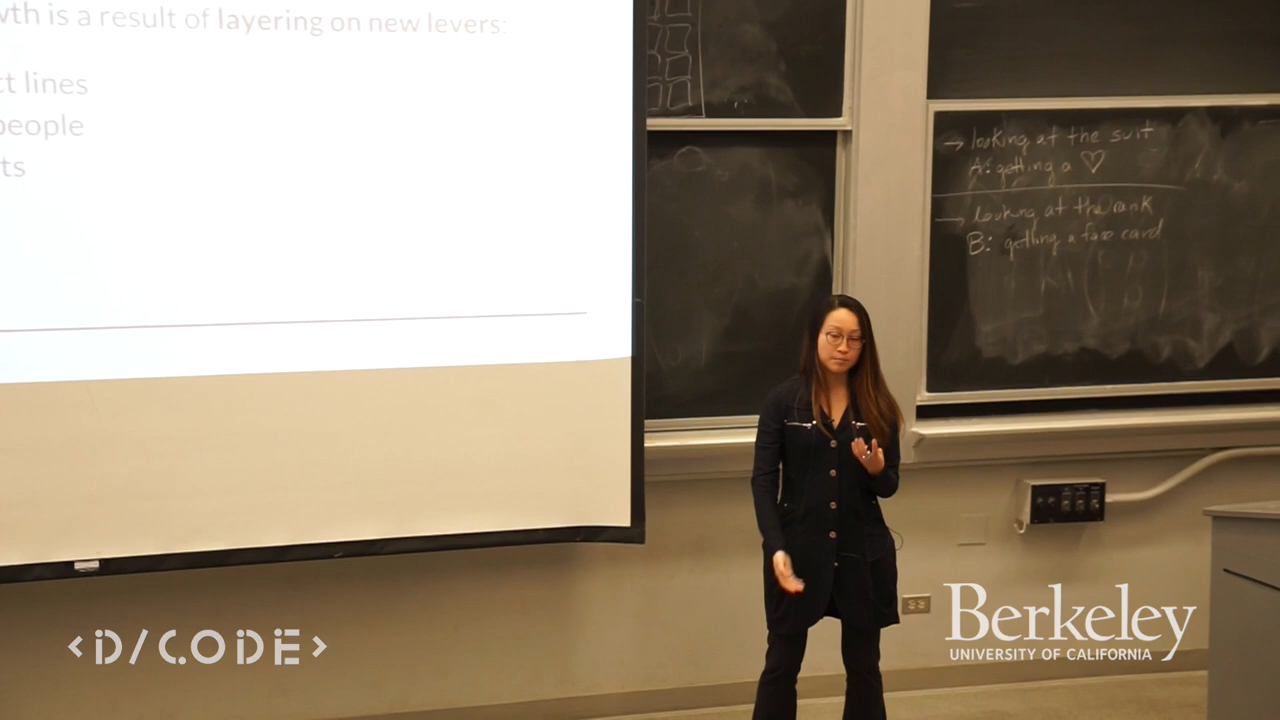 wth is a result of layering on new levers:
ct lines
people
ts
→ looking at the suit
A: getting a ♡
→ looking at the rank
B: getting a face card
<D/CODE>
Berkeley
UNIVERSITY OF CALIFORNIA